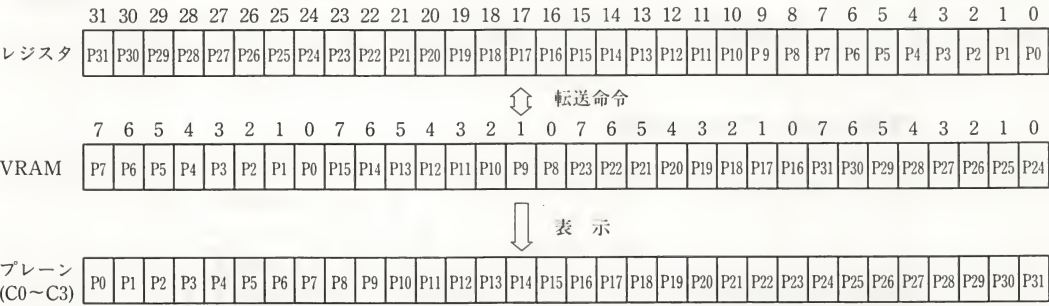 31 30 29 28 27 26 25 24 23 22 21 20 19 18 17 16 15 14 13 12 11 10 9 8 7 6 5 4 3 2 1 0
レジスタ P31 P30 P29 P28 P27 P26 P25 P24 P23 P22 P21 P20 P19 P18 P17 P16 P15 P14 P13 P12 P11 P10 P9 P8 P7 P6 P5 P4 P3 P2 P1 P0
転送命令
7 6 5 4 3 2 1 0 7 6 5 4 3 2 1 0 7 6 5 4 3 2 1 0 7 6 5 4 3 2 1 0
VRAM P7 P6 P5 P4 P3 P2 P1 P0 P15 P14 P13 P12 P11 P10 P9 P8 P23 P22 P21 P20 P19 P18 P17 P16 P31 P30 P29 P28 P27 P26 P25 P24
表示
プレーン
(C0~C3) P0 P1 P2 P3 P4 P5 P6 P7 P8 P9 P10 P11 P12 P13 P14 P15 P16 P17 P18 P19 P20 P21 P22 P23 P24 P25 P26 P27 P28 P29 P30 P31